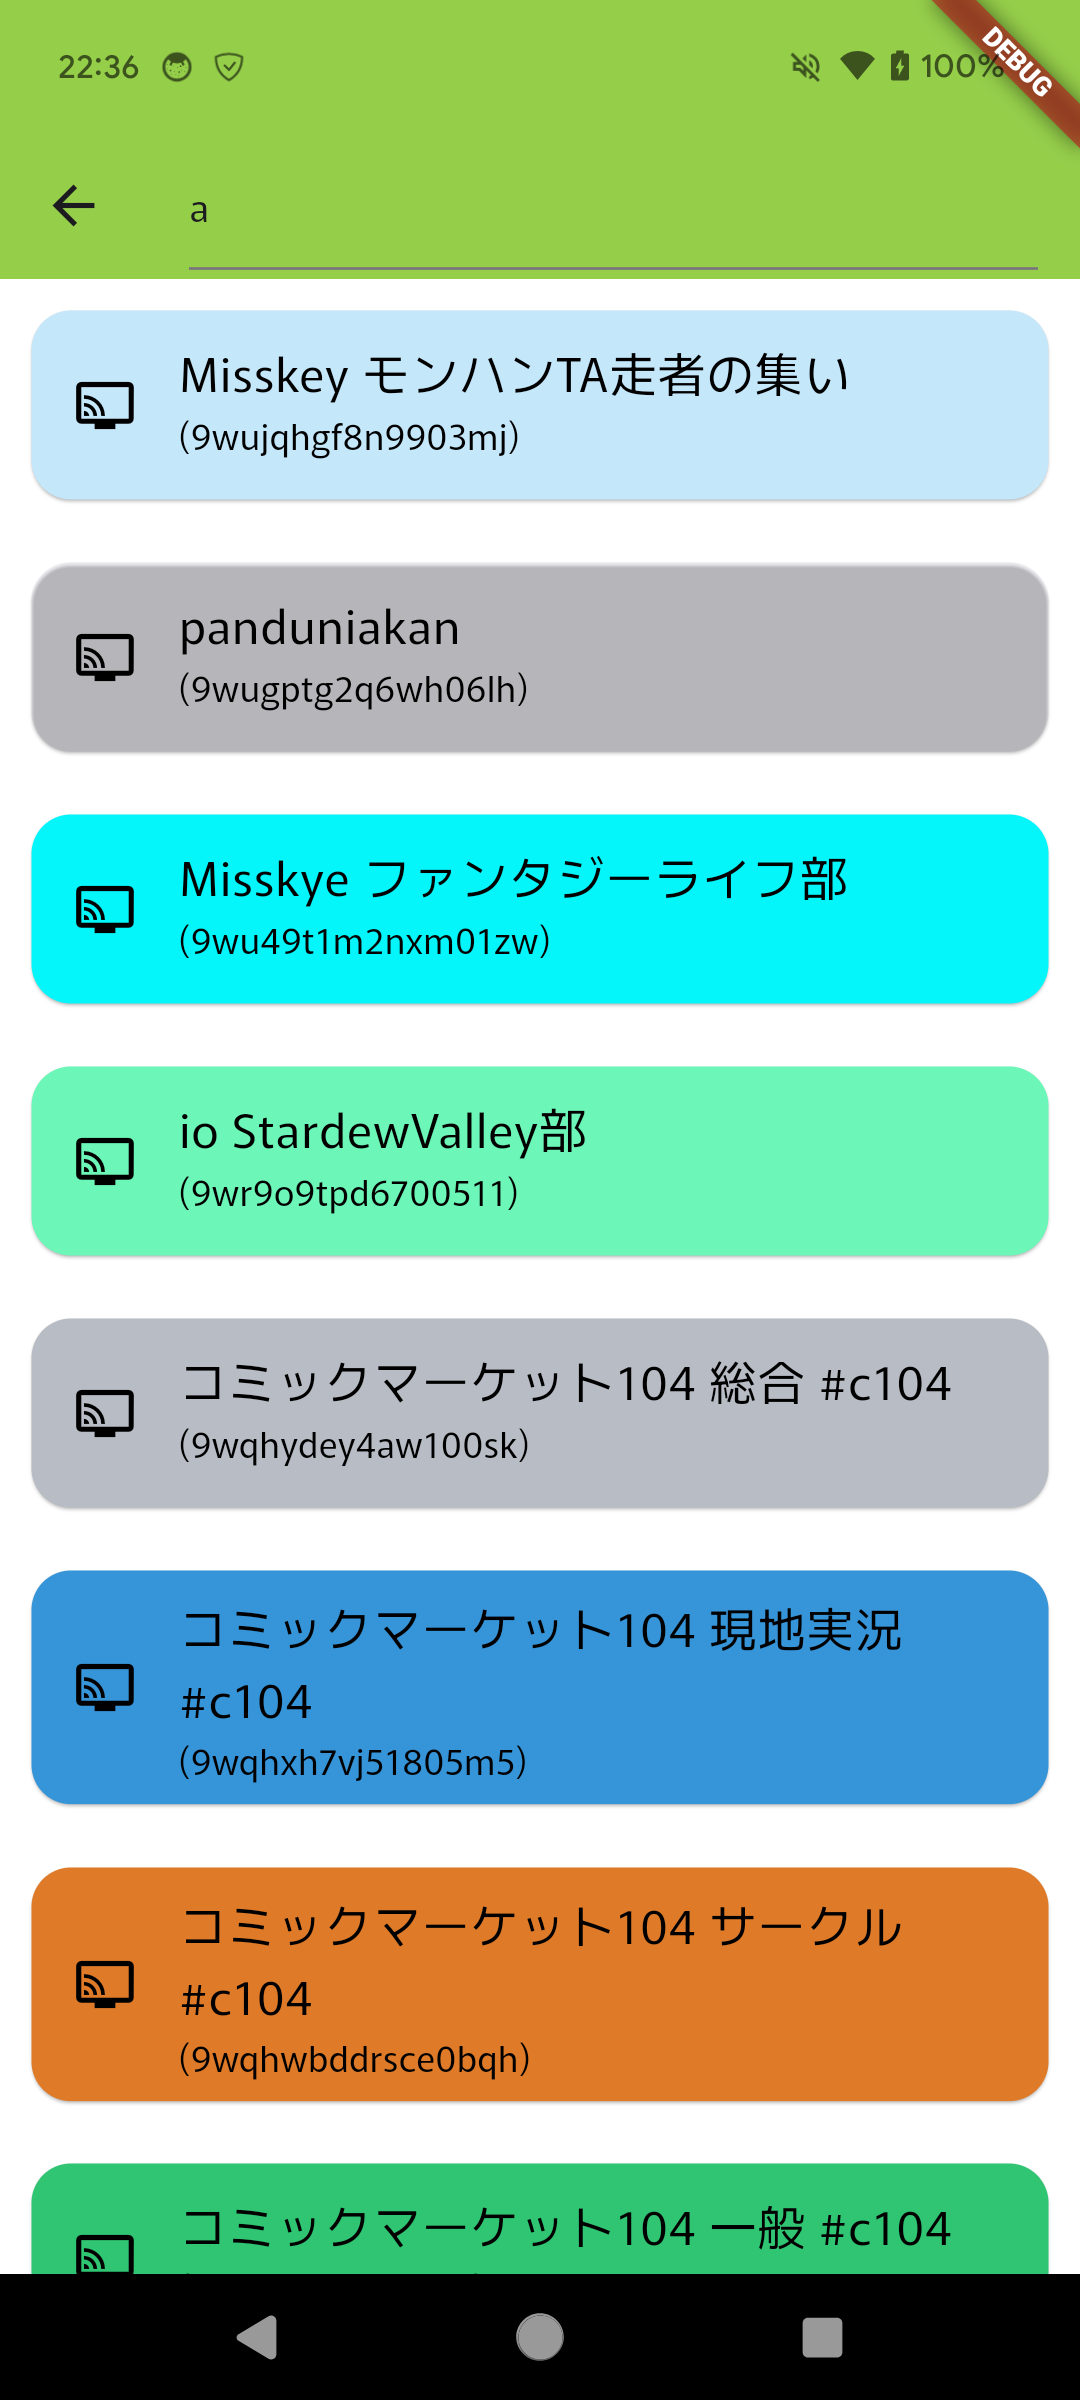 22:36
100%
DEBUG
a
Misskey モンハンTA走者の集い
(9wujqhgf8n9903mj)
panduniakan
(9wugptg2q6wh06lh)
Misskye ファンタジーライフ部
(9wu49t1m2nxm01zw)
io StardewValley部
(9wr9o9tpd6700511)
コミックマーケット104 総合 #c104
(9wqhydey4aw100sk)
コミックマーケット104 現地実況
#c104
(9wqhxh7vj51805m5)
コミックマーケット104 サークル
#c104
(9wqhwbddrsce0bqh)
コミックマーケット104 一般 #c104